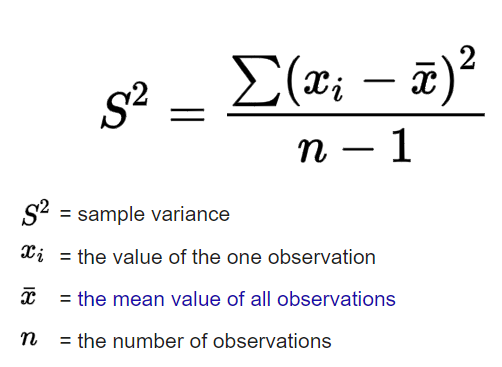 S² = ∑(xᵢ − x̄)² / n − 1
S² = sample variance
xᵢ = the value of the one observation
x̄ = the mean value of all observations
n = the number of observations